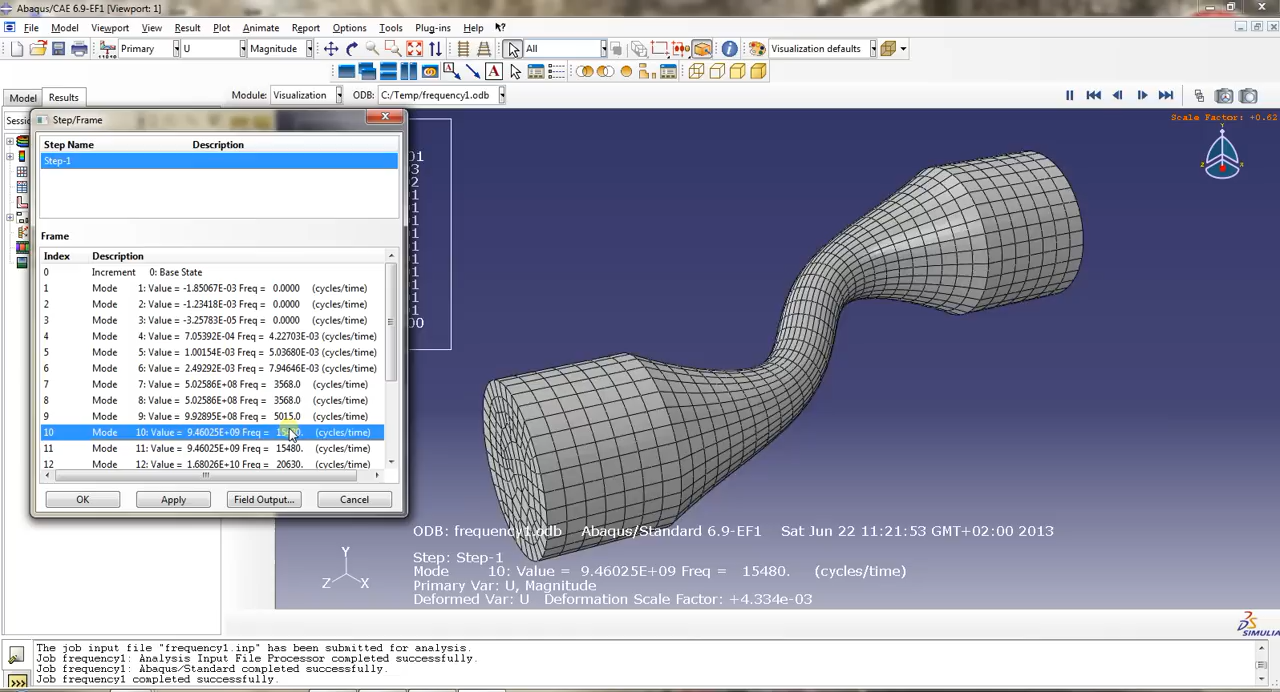 Abaqus/CAE 6.9-EF1 [Viewport: 1]
File Model Viewport View Result Plot Animate Report Options Tools Plug-ins Help
Primary U Magnitude All Visualization defaults
A
Model Results Module: Visualization ODB: C:/Temp/frequency1.odb
Scale Factor: +0.62
Step/Frame
Step Name Description
Step-1
Frame
Index Description
0 Increment 0: Base State
1 Mode 1: Value = -1.85067E-03 Freq = 0.0000 (cycles/time)
2 Mode 2: Value = -1.23418E-03 Freq = 0.0000 (cycles/time)
3 Mode 3: Value = -3.25783E-05 Freq = 0.0000 (cycles/time)
4 Mode 4: Value = 7.05392E-04 Freq = 4.22703E-03 (cycles/time)
5 Mode 5: Value = 1.00154E-03 Freq = 5.03680E-03 (cycles/time)
6 Mode 6: Value = 2.49292E-03 Freq = 7.94646E-03 (cycles/time)
7 Mode 7: Value = 5.02586E+08 Freq = 3568.0 (cycles/time)
8 Mode 8: Value = 5.02586E+08 Freq = 3568.0 (cycles/time)
9 Mode 9: Value = 9.92895E+08 Freq = 5015.0 (cycles/time)
10 Mode 10: Value = 9.46025E+09 Freq = 15480. (cycles/time)
11 Mode 11: Value = 9.46025E+09 Freq = 15480. (cycles/time)
12 Mode 12: Value = 1.68026E+10 Freq = 20630. (cycles/time)
OK Apply Field Output... Cancel
Y
Z X
ODB: frequency1.odb Abaqus/Standard 6.9-EF1 Sat Jun 22 11:21:53 GMT+02:00 2013
Step: Step-1
Mode 10: Value = 9.46025E+09 Freq = 15480. (cycles/time)
Primary Var: U, Magnitude
Deformed Var: U Deformation Scale Factor: +4.334e-03
SIMULIA
The job input file "frequency1.inp" has been submitted for analysis.
Job frequency1: Analysis Input File Processor completed successfully.
Job frequency1: Abaqus/Standard completed successfully.
Job frequency1 completed successfully.